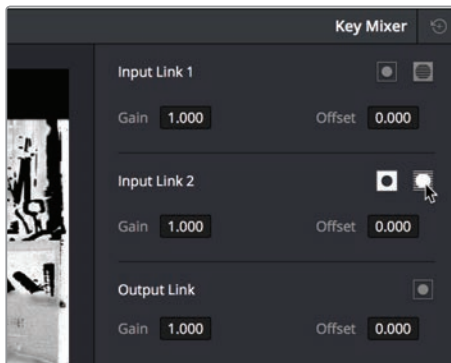 Key Mixer
Input Link 1
Gain 1.000 Offset 0.000
Input Link 2
Gain 1.000 Offset 0.000
Output Link
Gain 1.000 Offset 0.000